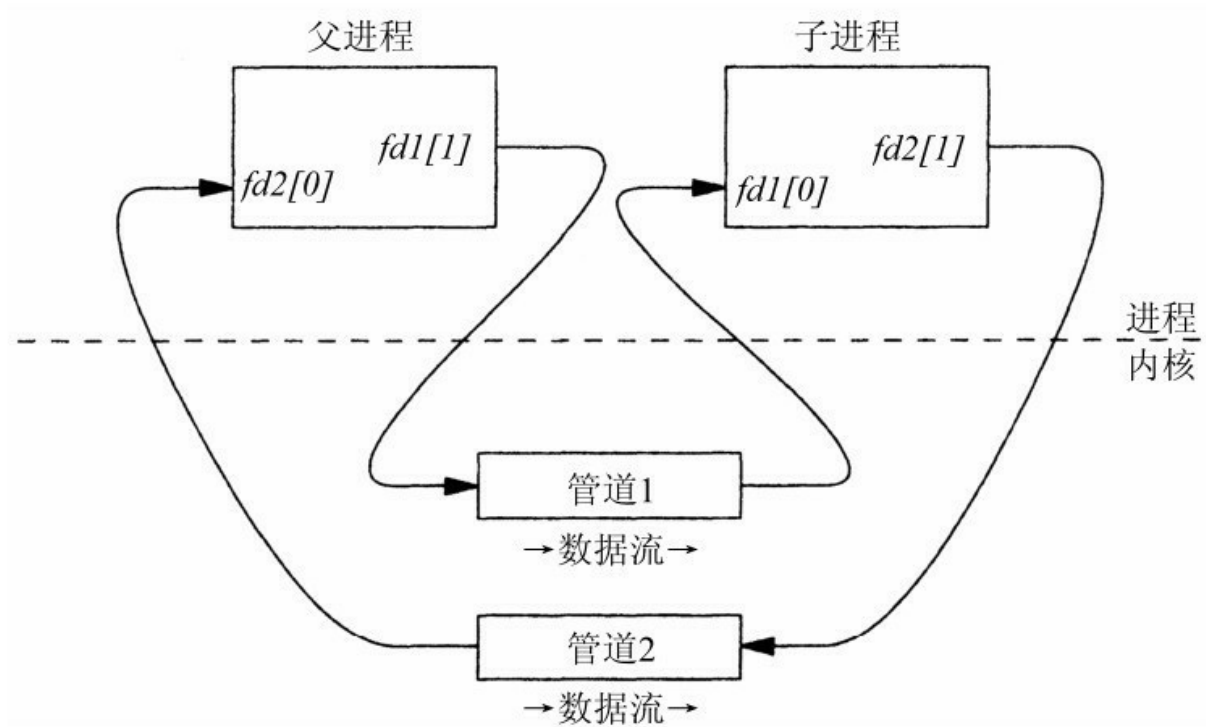 父进程
子进程
fd1[1]
fd2[0]
fd2[1]
fd1[0]
进程
内核
管道1
→数据流→
管道2
→数据流→